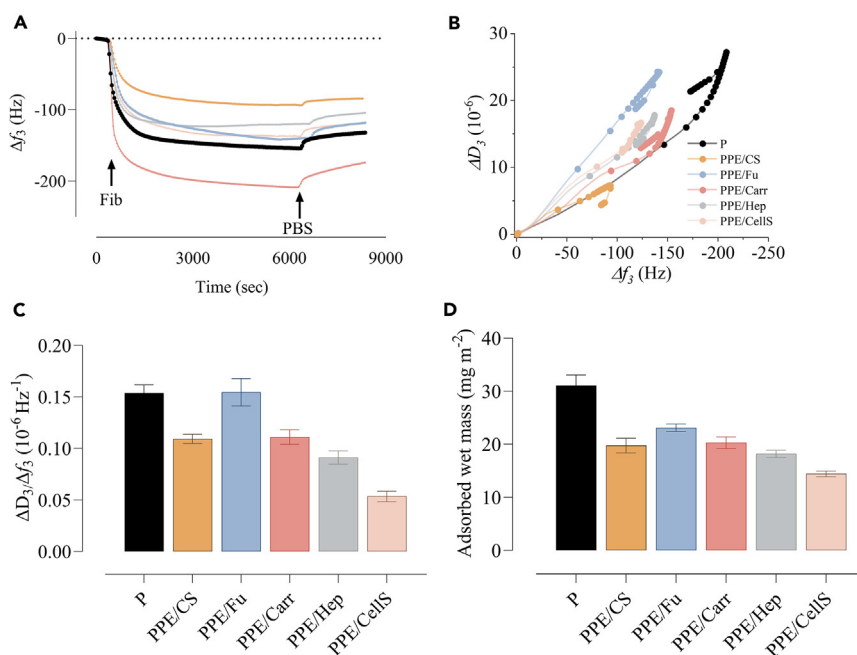 A
0
-100
-200
Δf3 (Hz)
Fib
PBS
0
3000
6000
9000
Time (sec)
B
30
20
10
0
ΔD3 (10-6)
P
PPE/CS
PPE/Fu
PPE/Carr
PPE/Hep
PPE/CellS
0
-50
-100
-150
-200
-250
Δf3 (Hz)
C
0.20
0.15
0.10
0.05
0.00
ΔD3/Δf3 (10-6 Hz-1)
P
PPE/CS
PPE/Fu
PPE/Carr
PPE/Hep
PPE/CellS
D
40
30
20
10
0
Adsorbed wet mass (mg m-2)
P
PPE/CS
PPE/Fu
PPE/Carr
PPE/Hep
PPE/CellS